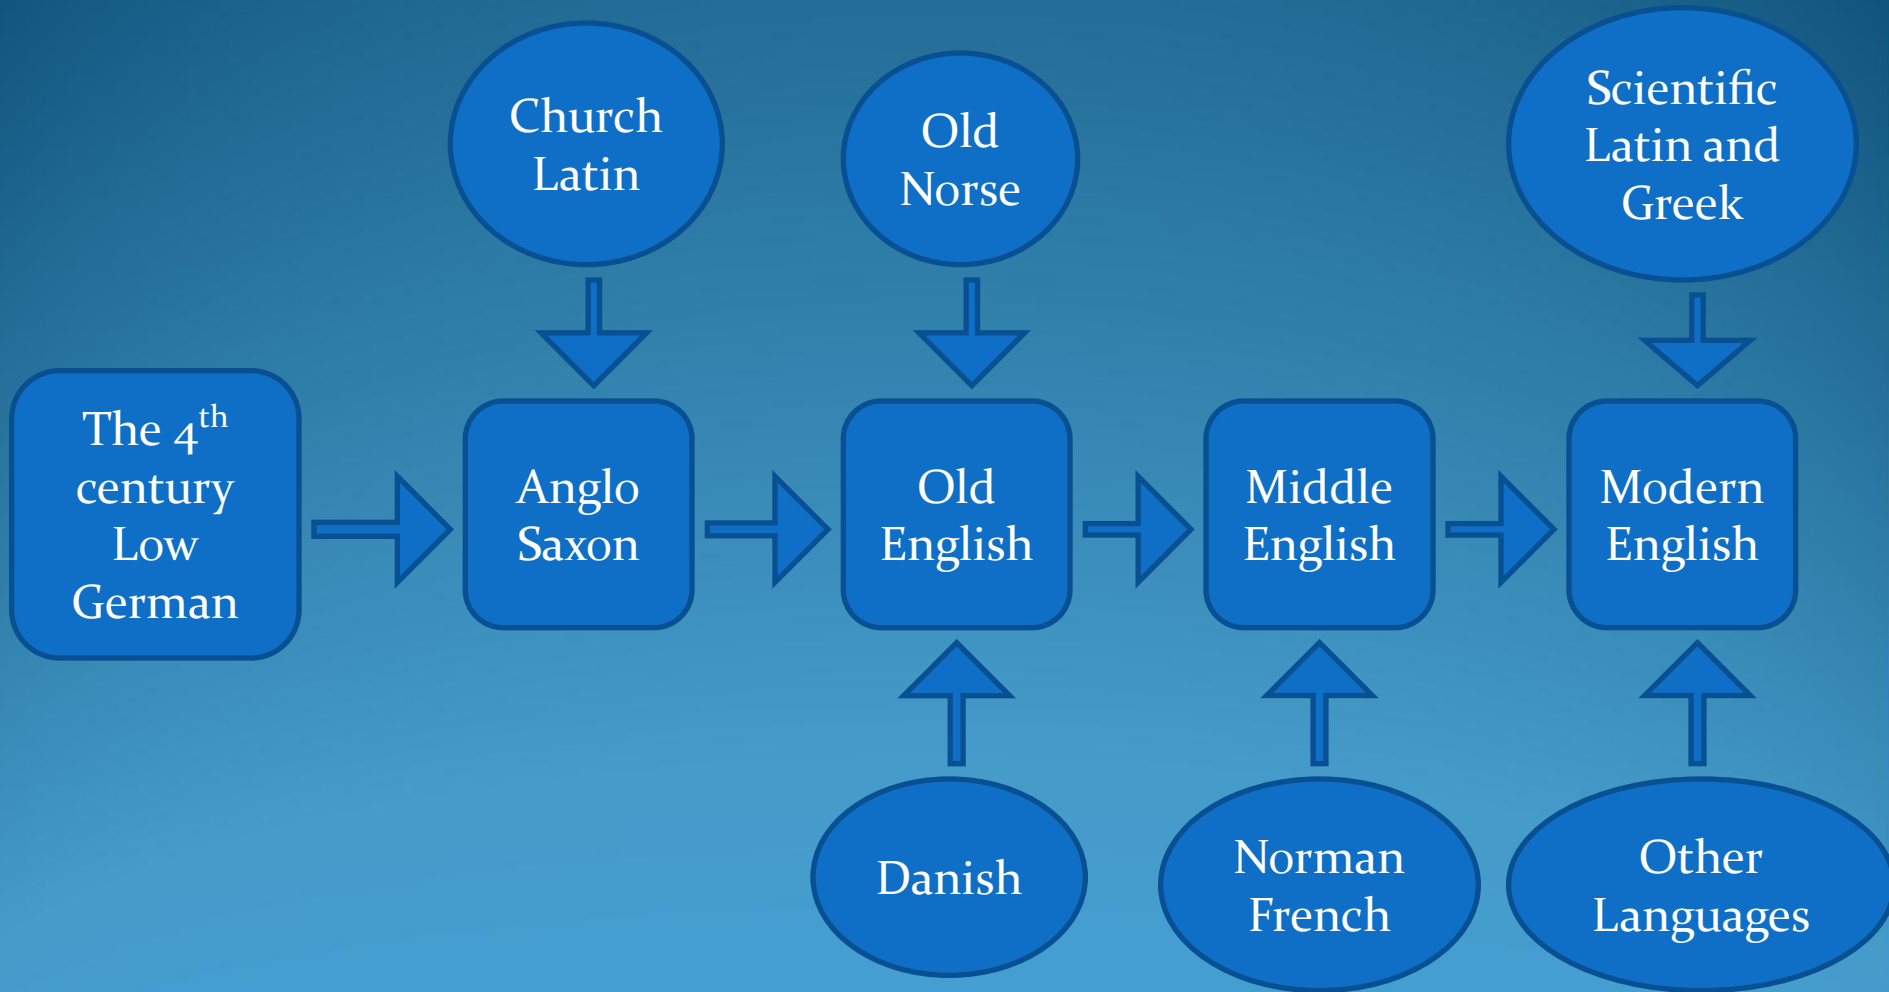 Church
Latin
Old
Norse
Scientific
Latin and
Greek
The 4th
century
Low
German
Anglo
Saxon
Old
English
Middle
English
Modern
English
Danish
Norman
French
Other
Languages